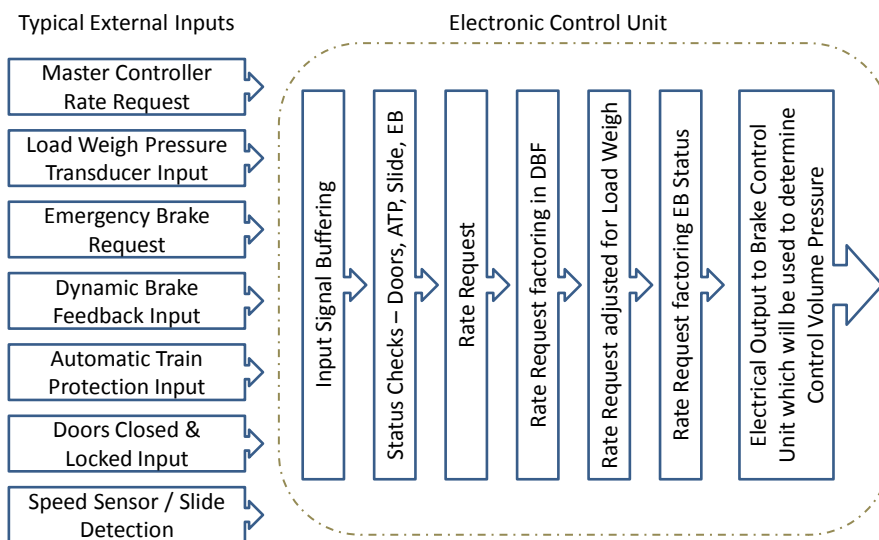 Typical External Inputs
Electronic Control Unit
Master Controller
Rate Request
Load Weigh Pressure
Transducer Input
Emergency Brake
Request
Dynamic Brake
Feedback Input
Automatic Train
Protection Input
Doors Closed &
Locked Input
Speed Sensor / Slide
Detection
Input Signal Buffering
Status Checks – Doors, ATP, Slide, EB
Rate Request
Rate Request factoring in DBF
Rate Request adjusted for Load Weigh
Rate Request factoring EB Status
Electrical Output to Brake Control
Unit which will be used to determine
Control Volume Pressure